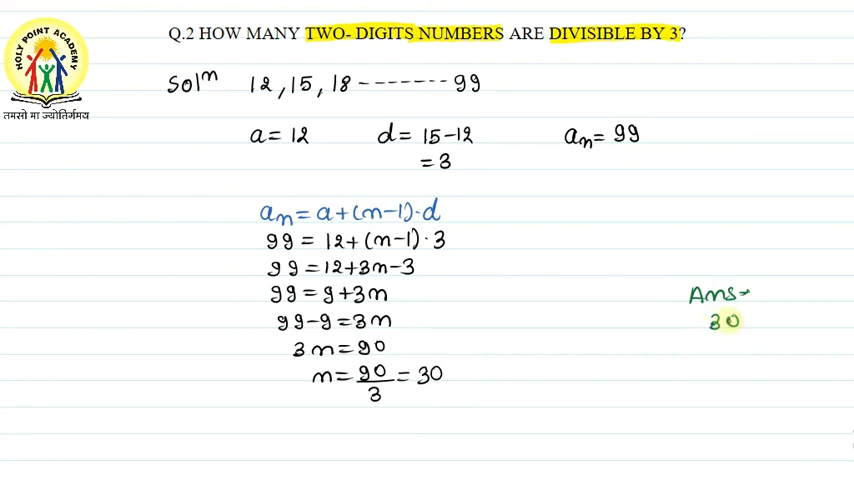 HOLY POINT ACADEMY
तमसो मा ज्योतिर्गमय
Q.2 HOW MANY TWO- DIGITS NUMBERS ARE DIVISIBLE BY 3?
Solⁿ 12, 15, 18 ------- 99
a = 12 d = 15-12 aₙ = 99
= 3
aₙ = a + (n-1)·d
99 = 12 + (n-1)·3
99 = 12+3n-3
99 = 9+3n
99-9 = 3n
3n = 90
n = 90/3 = 30
Ans→
30